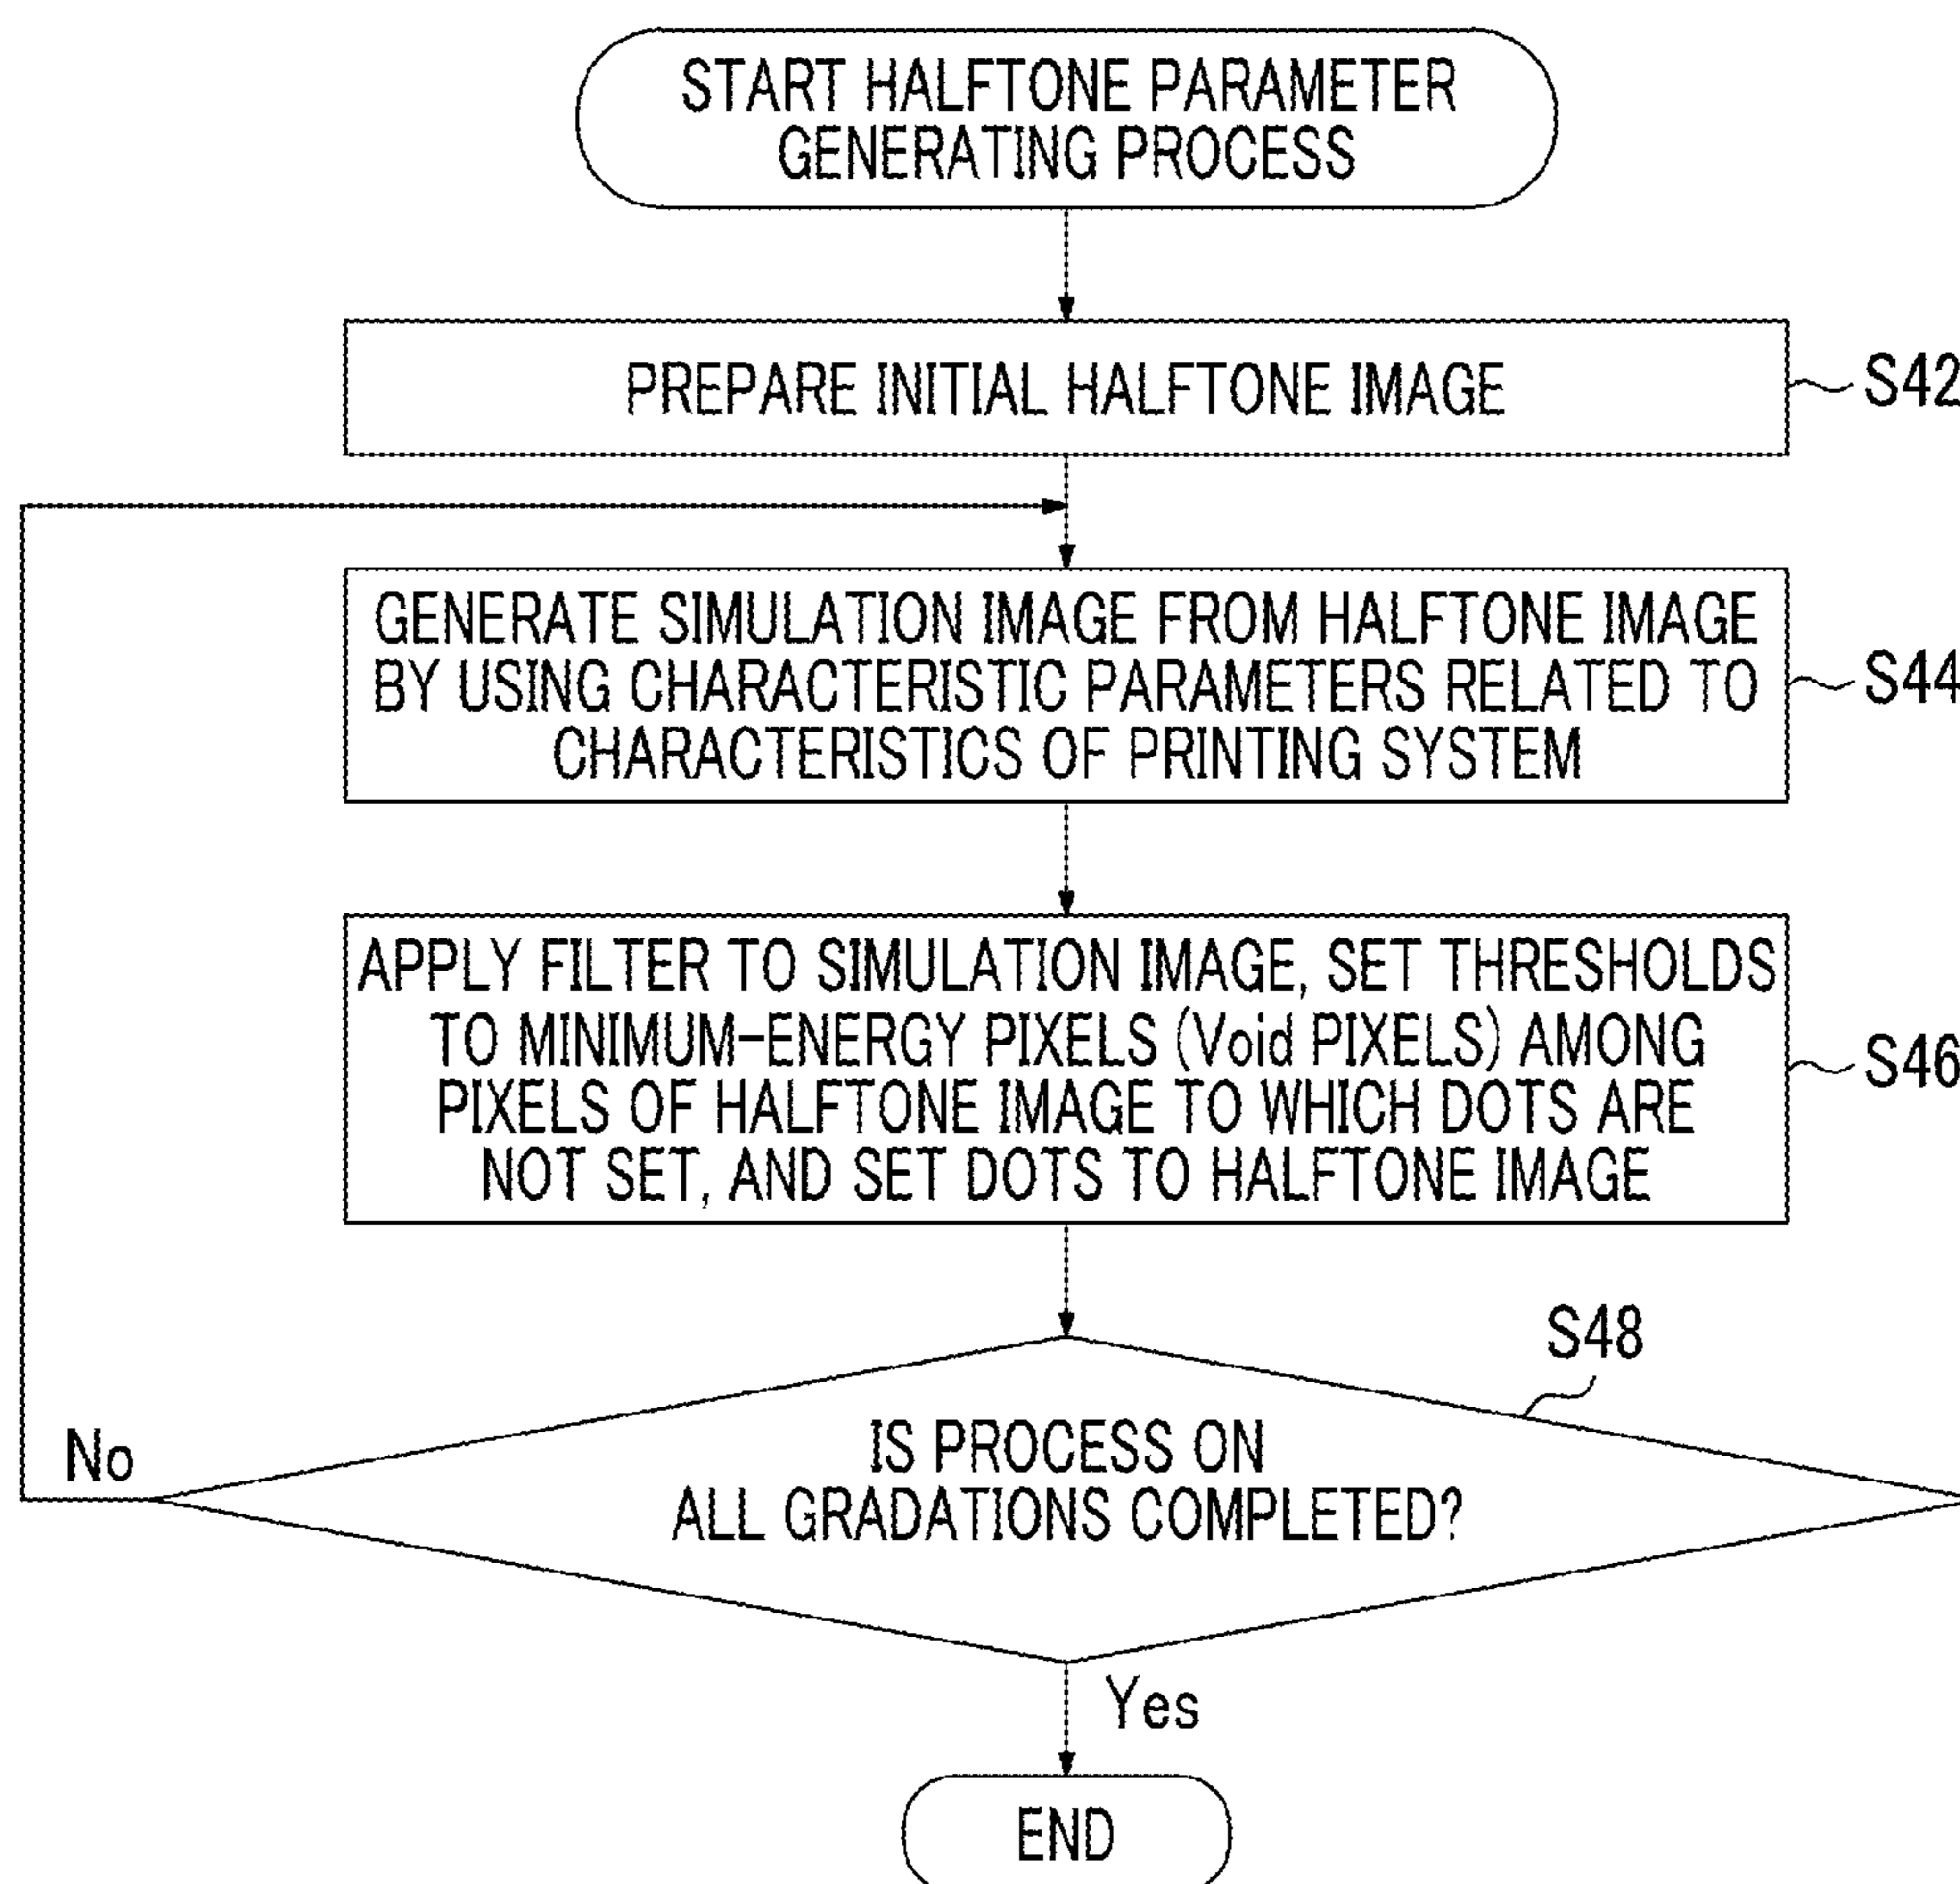 START HALFTONE PARAMETER
GENERATING PROCESS
PREPARE INITIAL HALFTONE IMAGE
S42
GENERATE SIMULATION IMAGE FROM HALFTONE IMAGE
BY USING CHARACTERISTIC PARAMETERS RELATED TO
CHARACTERISTICS OF PRINTING SYSTEM
S44
APPLY FILTER TO SIMULATION IMAGE, SET THRESHOLDS
TO MINIMUM-ENERGY PIXELS (Void PIXELS) AMONG
PIXELS OF HALFTONE IMAGE TO WHICH DOTS ARE
NOT SET, AND SET DOTS TO HALFTONE IMAGE
S46
S48
IS PROCESS ON
ALL GRADATIONS COMPLETED?
No
Yes
END